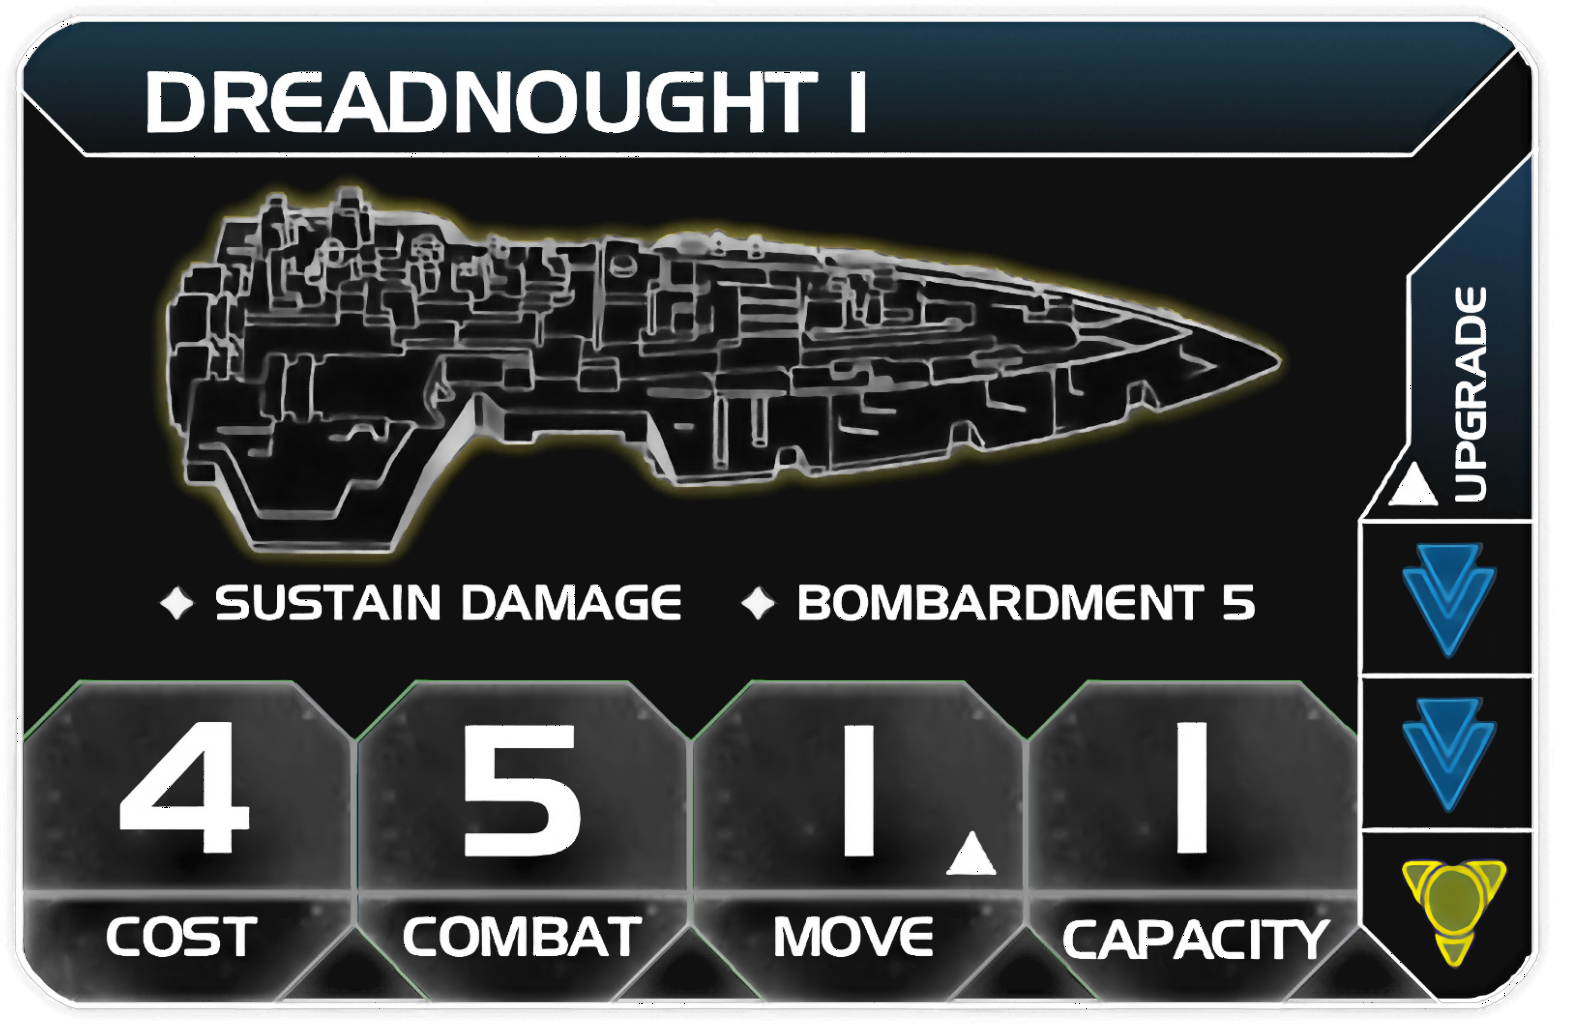 DREADNOUGHT I
UPGRADE
SUSTAIN DAMAGE
BOMBARDMENT 5
4
COST
5
COMBAT
1
MOVE
1
CAPACITY